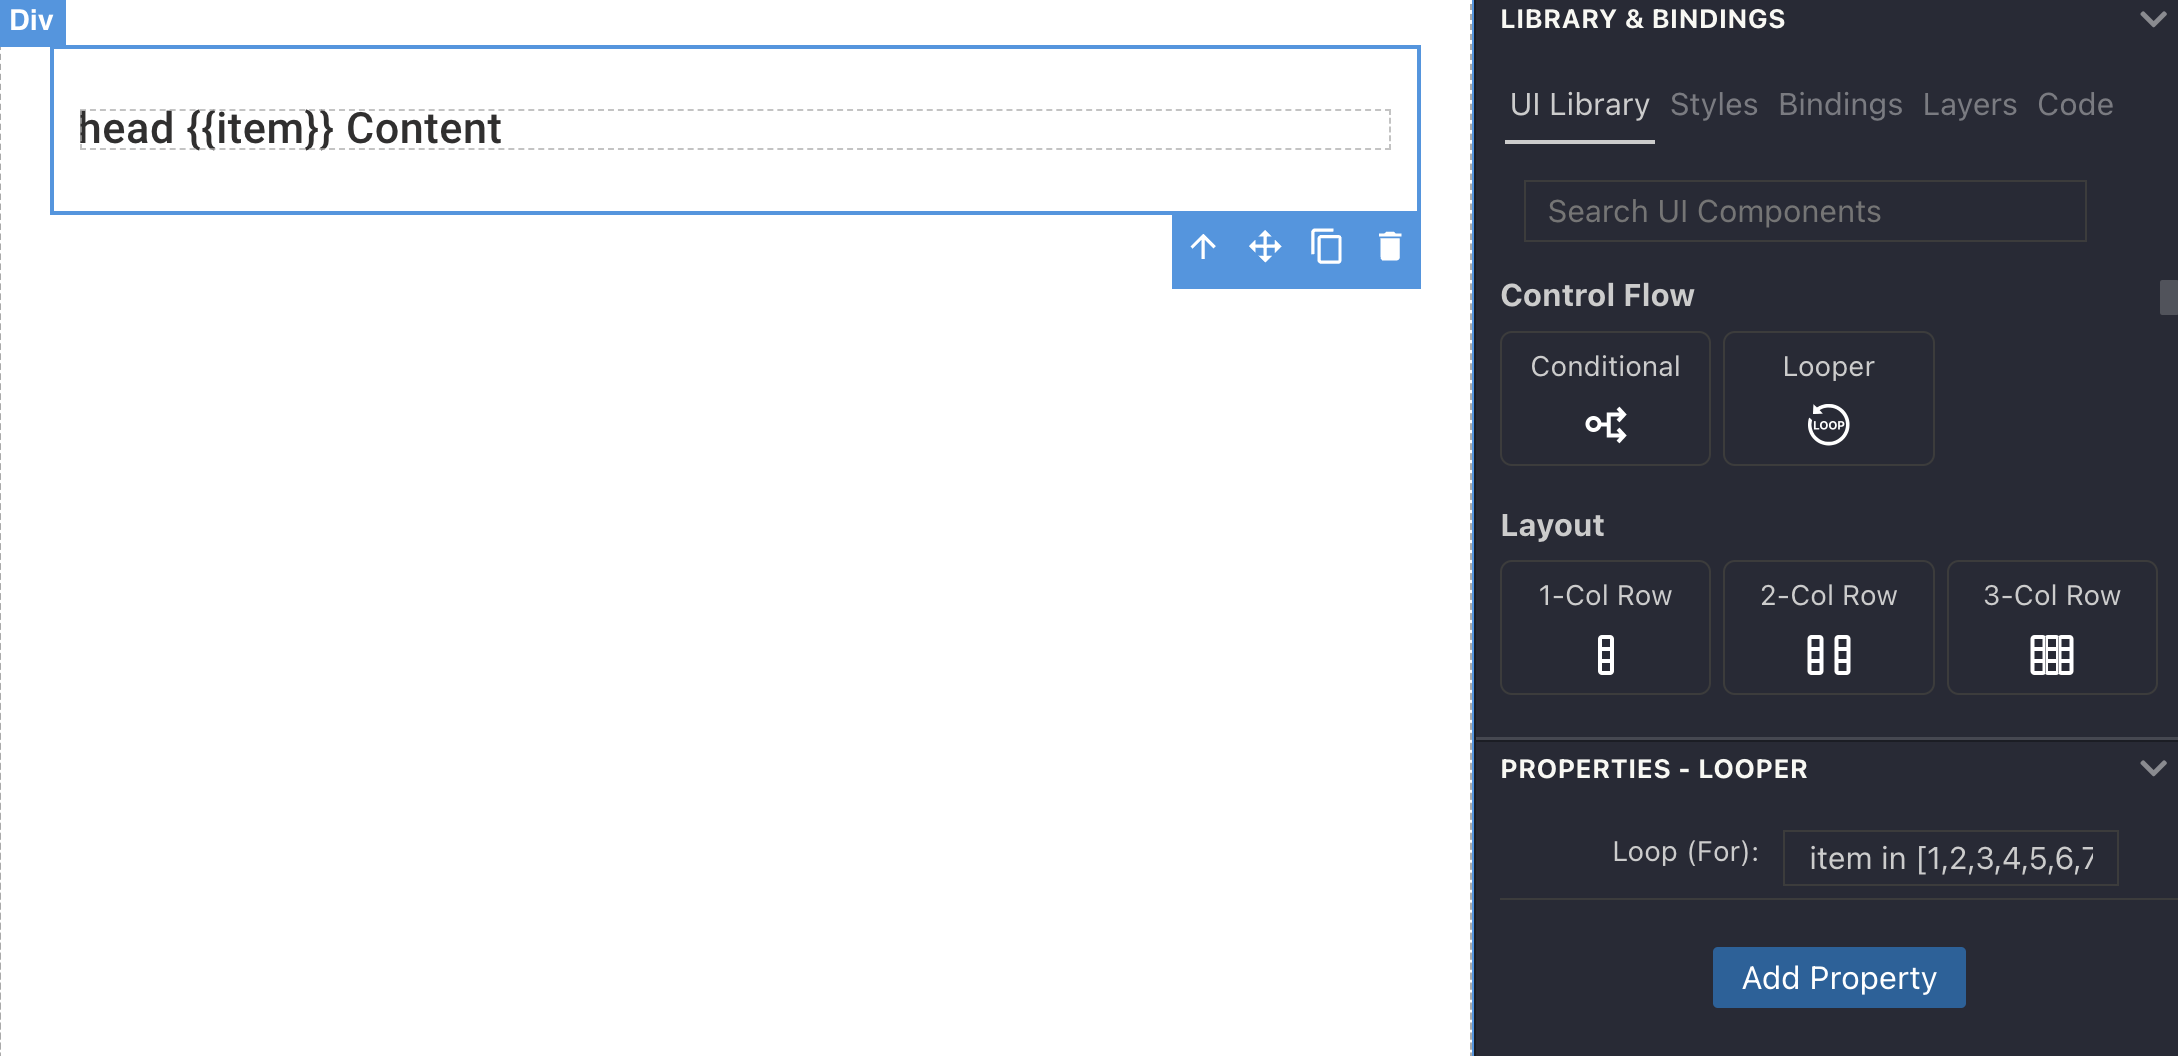 Div
head {{item}} Content
LIBRARY & BINDINGS
UI Library Styles Bindings Layers Code
Search UI Components
Control Flow
Conditional Looper
LOOP
Layout
1-Col Row 2-Col Row 3-Col Row
PROPERTIES - LOOPER
Loop (For): item in [1,2,3,4,5,6,7
Add Property